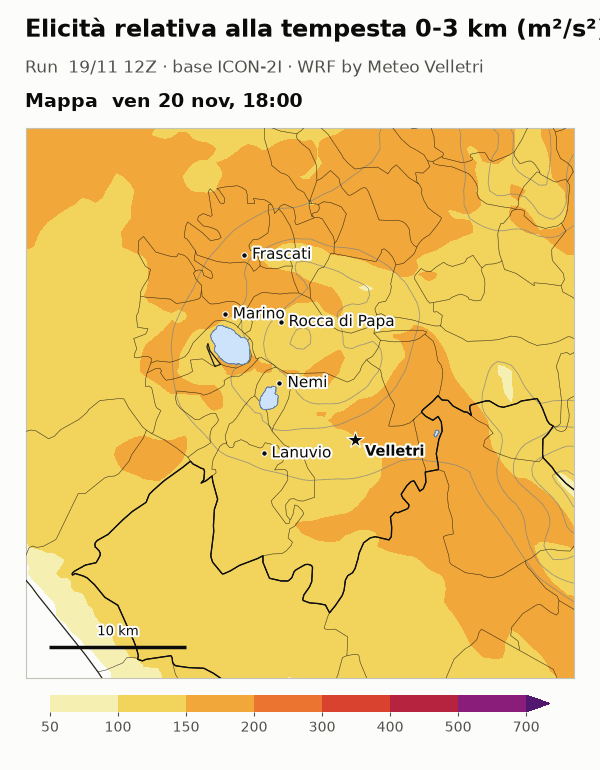 Elicità relativa alla tempesta 0-3 km (m²/s²)
Run  19/11 12Z · base ICON-2I · WRF by Meteo Velletri
Mappa  ven 20 nov, 18:00
Frascati
Marino
Rocca di Papa
Nemi
Velletri
Lanuvio
10 km
50 100 150 200 300 400 500 700